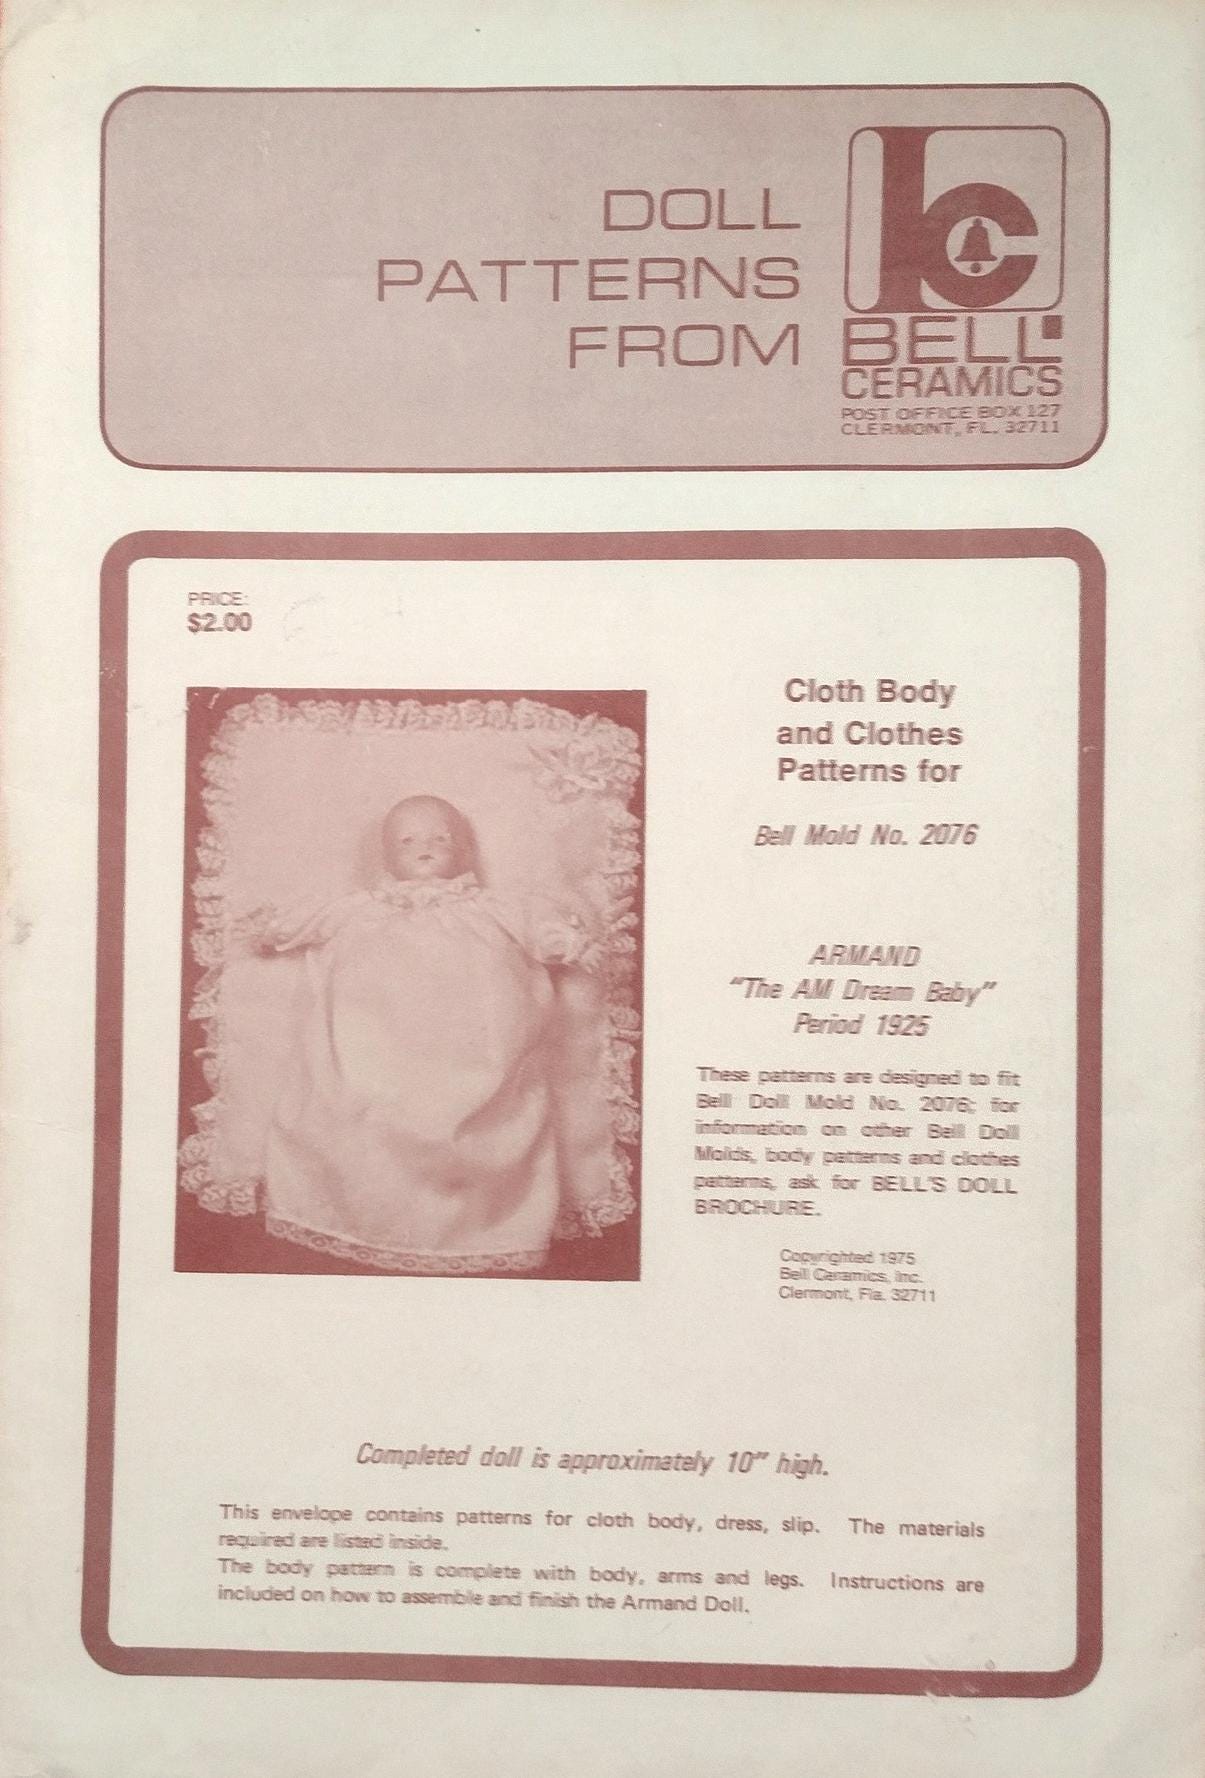 DOLL
PATTERNS
FROM
bc
BELL
CERAMICS
POST OFFICE BOX 127
CLERMONT, FL. 32711
PRICE:
$2.00
Cloth Body
and Clothes
Patterns for
Bell Mold No. 2076
ARMAND
"The AM Dream Baby"
Period 1925
These patterns are designed to fit
Bell Doll Mold No. 2076; for
information on other Bell Doll
Molds, body patterns and clothes
patterns, ask for BELL'S DOLL
BROCHURE.
Copyrighted 1975
Bell Ceramics, Inc.
Clermont, Fla. 32711
Completed doll is approximately 10" high.
This envelope contains patterns for cloth body, dress, slip. The materials
required are listed inside.
The body pattern is complete with body, arms and legs. Instructions are
included on how to assemble and finish the Armand Doll.